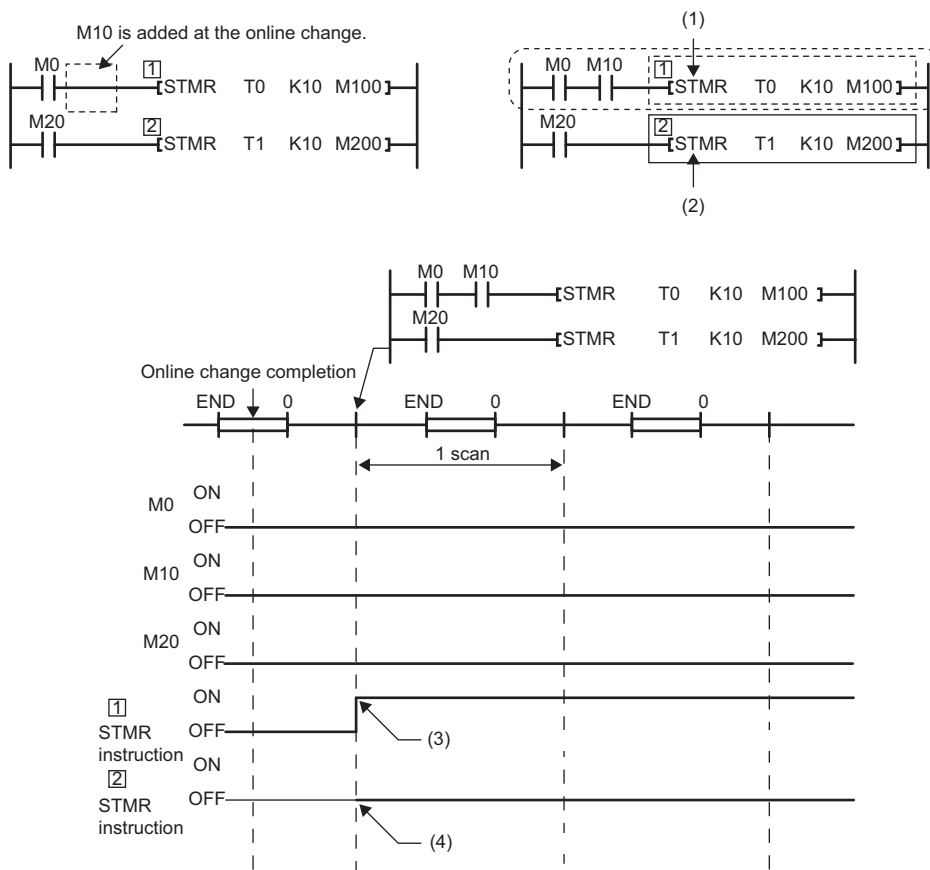 M10 is added at the online change.
M0
1
STMR T0 K10 M100
M20
2
STMR T1 K10 M200
(1)
M0 M10
1
STMR T0 K10 M100
M20
2
STMR T1 K10 M200
(2)
M0 M10
STMR T0 K10 M100
M20
STMR T1 K10 M200
Online change completion
END 0 END 0 END 0
1 scan
ON
M0
OFF
ON
M10
OFF
ON
M20
OFF
ON
1
STMR
instruction
OFF
(3)
ON
2
STMR
instruction
OFF
(4)